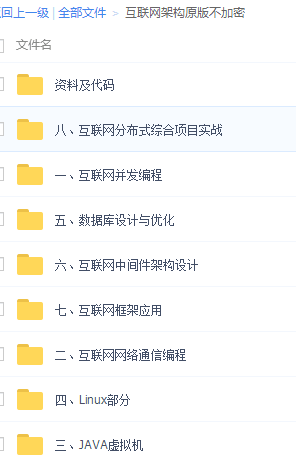 返回上一级 | 全部文件 > 互联网架构原版不加密
文件名
资料及代码
八、互联网分布式综合项目实战
一、互联网并发编程
五、数据库设计与优化
六、互联网中间件架构设计
七、互联网框架应用
二、互联网网络通信编程
四、Linux部分
三、JAVA虚拟机